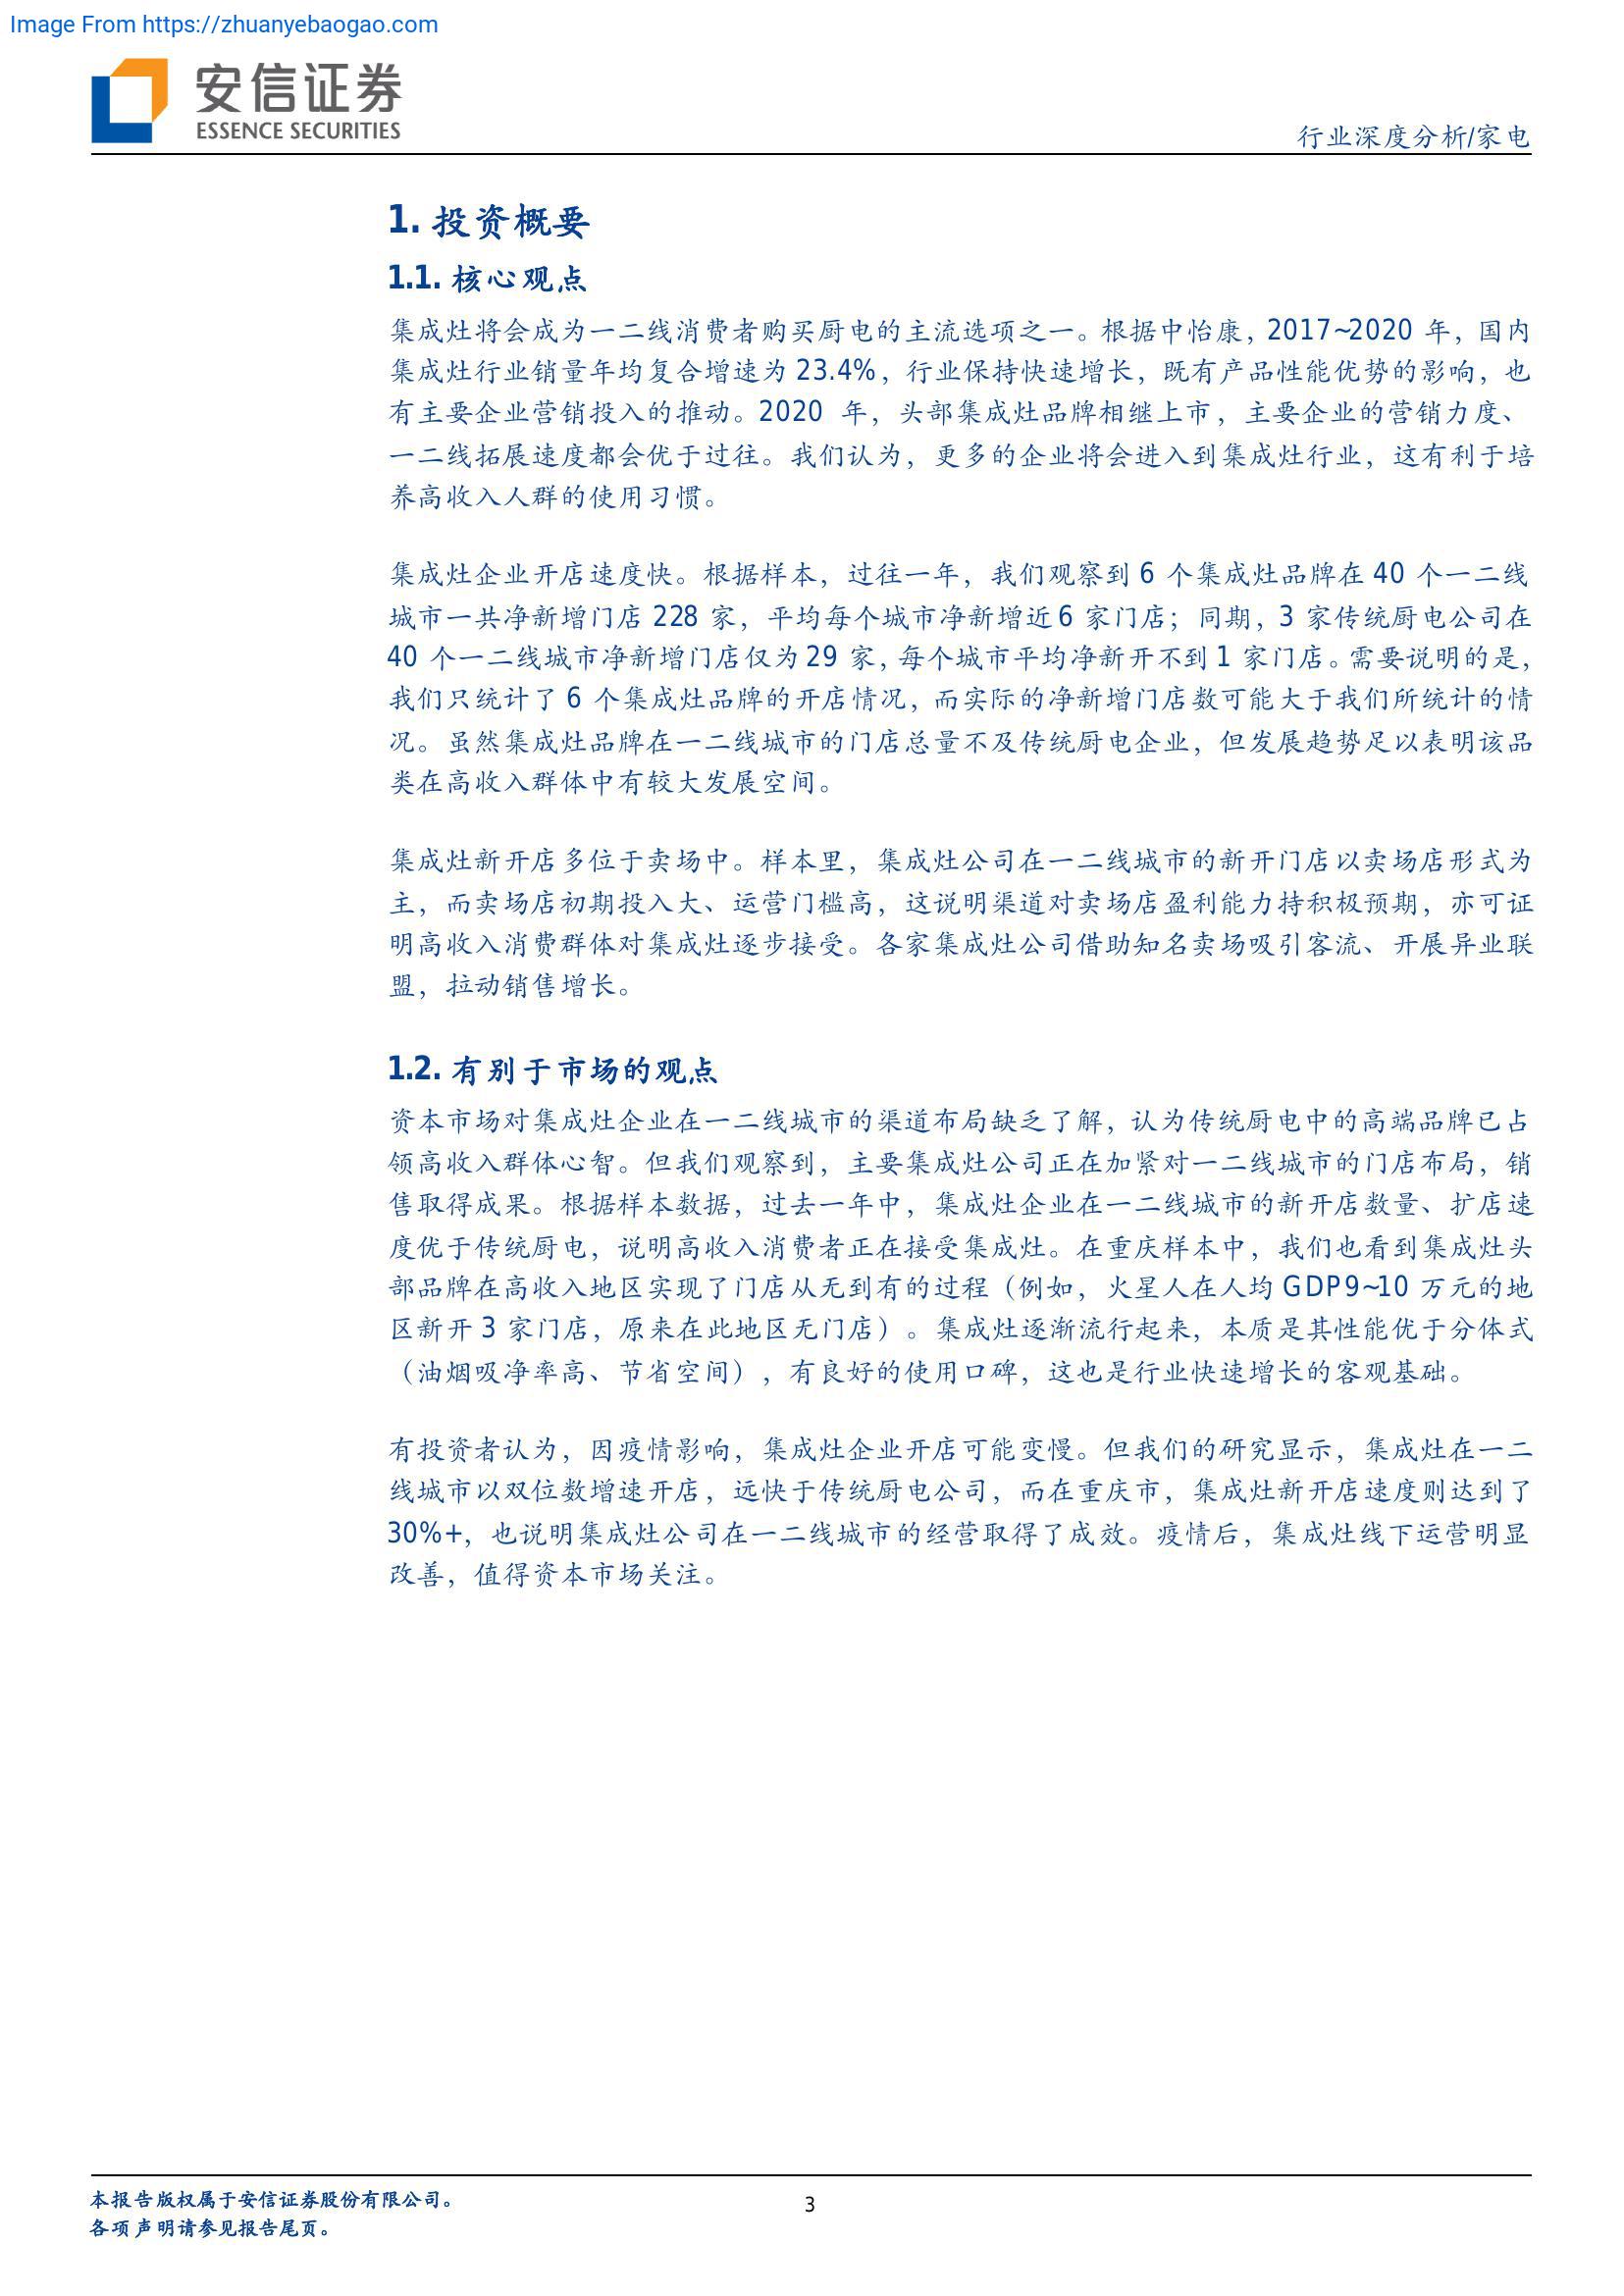 Image From https://zhuanyebaogao.com
安信证券
ESSENCE SECURITIES
行业深度分析/家电
1. 投资概要
1.1. 核心观点
集成灶将会成为一二线消费者购买厨电的主流选项之一。根据中怡康，2017~2020 年，国内
集成灶行业销量年均复合增速为 23.4%，行业保持快速增长，既有产品性能优势的影响，也
有主要企业营销投入的推动。2020 年，头部集成灶品牌相继上市，主要企业的营销力度、
一二线拓展速度都会优于过往。我们认为，更多的企业将会进入到集成灶行业，这有利于培
养高收入人群的使用习惯。
集成灶企业开店速度快。根据样本，过往一年，我们观察到 6 个集成灶品牌在 40 个一二线
城市一共净新增门店 228 家，平均每个城市净新增近 6 家门店；同期，3 家传统厨电公司在
40 个一二线城市净新增门店仅为 29 家，每个城市平均净新开不到 1 家门店。需要说明的是，
我们只统计了 6 个集成灶品牌的开店情况，而实际的净新增门店数可能大于我们所统计的情
况。虽然集成灶品牌在一二线城市的门店总量不及传统厨电企业，但发展趋势足以表明该品
类在高收入群体中有较大发展空间。
集成灶新开店多位于卖场中。样本里，集成灶公司在一二线城市的新开门店以卖场店形式为
主，而卖场店初期投入大、运营门槛高，这说明渠道对卖场店盈利能力持积极预期，亦可证
明高收入消费群体对集成灶逐步接受。各家集成灶公司借助知名卖场吸引客流、开展异业联
盟，拉动销售增长。
1.2. 有别于市场的观点
资本市场对集成灶企业在一二线城市的渠道布局缺乏了解，认为传统厨电中的高端品牌已占
领高收入群体心智。但我们观察到，主要集成灶公司正在加紧对一二线城市的门店布局，销
售取得成果。根据样本数据，过去一年中，集成灶企业在一二线城市的新开店数量、扩店速
度优于传统厨电，说明高收入消费者正在接受集成灶。在重庆样本中，我们也看到集成灶头
部品牌在高收入地区实现了门店从无到有的过程（例如，火星人在人均 GDP9~10 万元的地
区新开 3 家门店，原来在此地区无门店）。集成灶逐渐流行起来，本质是其性能优于分体式
（油烟吸净率高、节省空间），有良好的使用口碑，这也是行业快速增长的客观基础。
有投资者认为，因疫情影响，集成灶企业开店可能变慢。但我们的研究显示，集成灶在一二
线城市以双位数增速开店，远快于传统厨电公司，而在重庆市，集成灶新开店速度则达到了
30%+，也说明集成灶公司在一二线城市的经营取得了成效。疫情后，集成灶线下运营明显
改善，值得资本市场关注。
本报告版权属于安信证券股份有限公司。
3
各项声明请参见报告尾页。